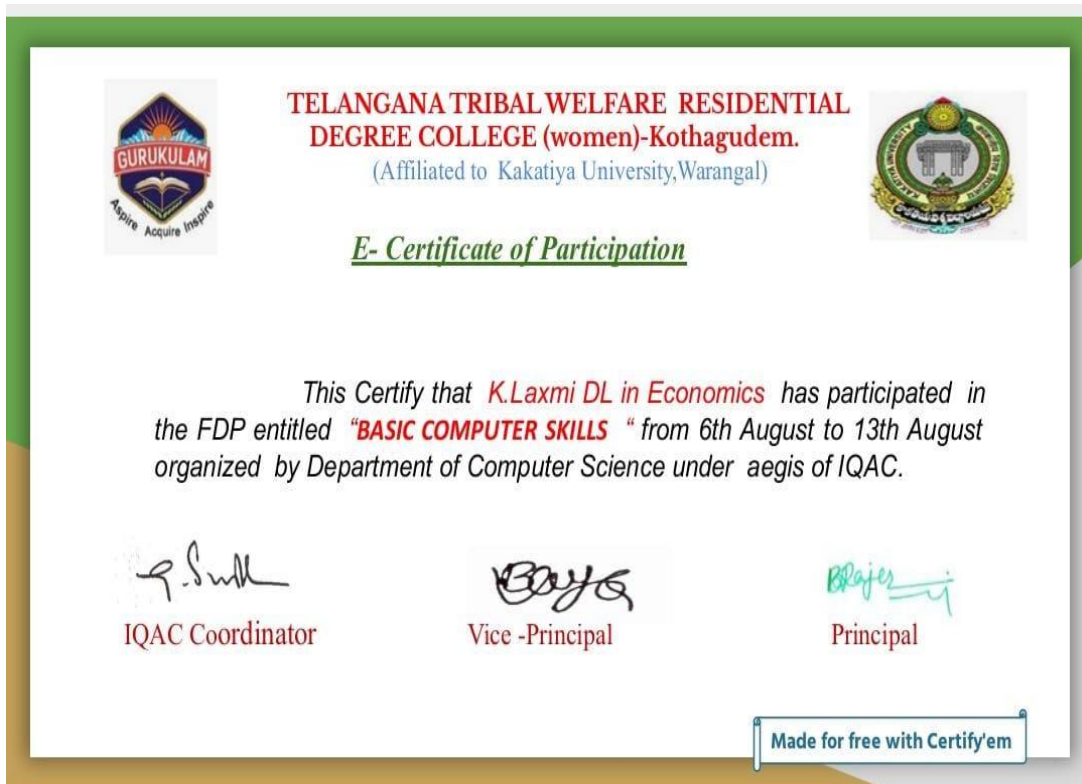 TELANGANA TRIBAL WELFARE RESIDENTIAL
DEGREE COLLEGE (women)-Kothagudem.
(Affiliated to Kakatiya University,Warangal)
GURUKULAM
Aspire Acquire Inspire
E- Certificate of Participation
This Certify that K.Laxmi DL in Economics has participated in
the FDP entitled “BASIC COMPUTER SKILLS “ from 6th August to 13th August
organized by Department of Computer Science under aegis of IQAC.
IQAC Coordinator
Vice -Principal
Principal
Made for free with Certify'em